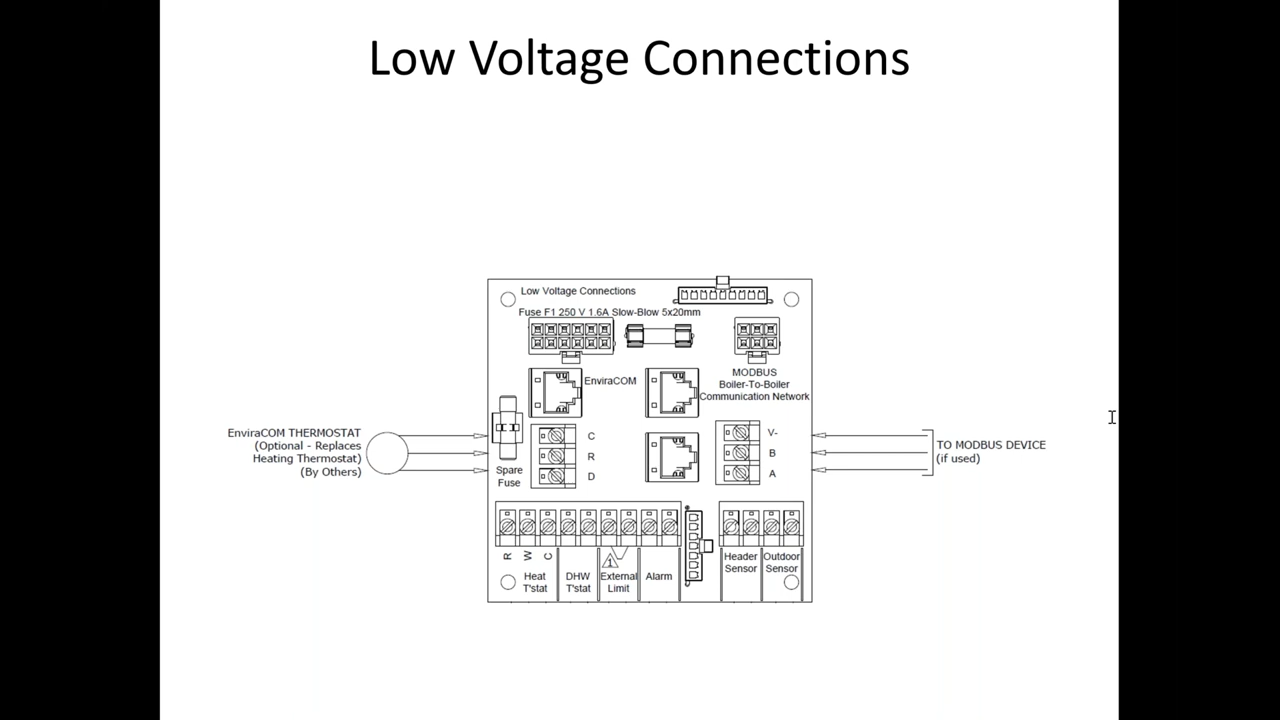 Low Voltage Connections
Low Voltage Connections
Fuse F1 250 V 1.6A Slow-Blow 5x20mm
EnviraCOM
MODBUS
Boiler-To-Boiler
Communication Network
EnviraCOM THERMOSTAT
(Optional - Replaces
Heating Thermostat)
(By Others)
Spare
Fuse
C
R
D
V-
B
A
TO MODBUS DEVICE
(if used)
R
W
C
Heat
T'stat
DHW
T'stat
1
External
Limit
Alarm
Header
Sensor
Outdoor
Sensor